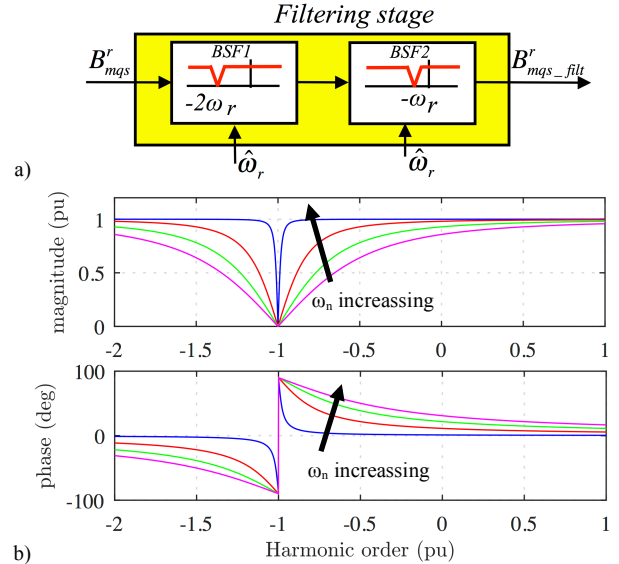 Filtering stage
B^r_mqs
BSF1
-2ω_r
BSF2
-ω_r
B^r_mqs_filt
ω̂_r
ω̂_r
a)
magnitude (pu)
1
0.5
0
ω_n increassing
-2
-1.5
-1
-0.5
0
0.5
1
phase (deg)
100
0
-100
ω_n increassing
-2
-1.5
-1
-0.5
0
0.5
1
b)
Harmonic order (pu)